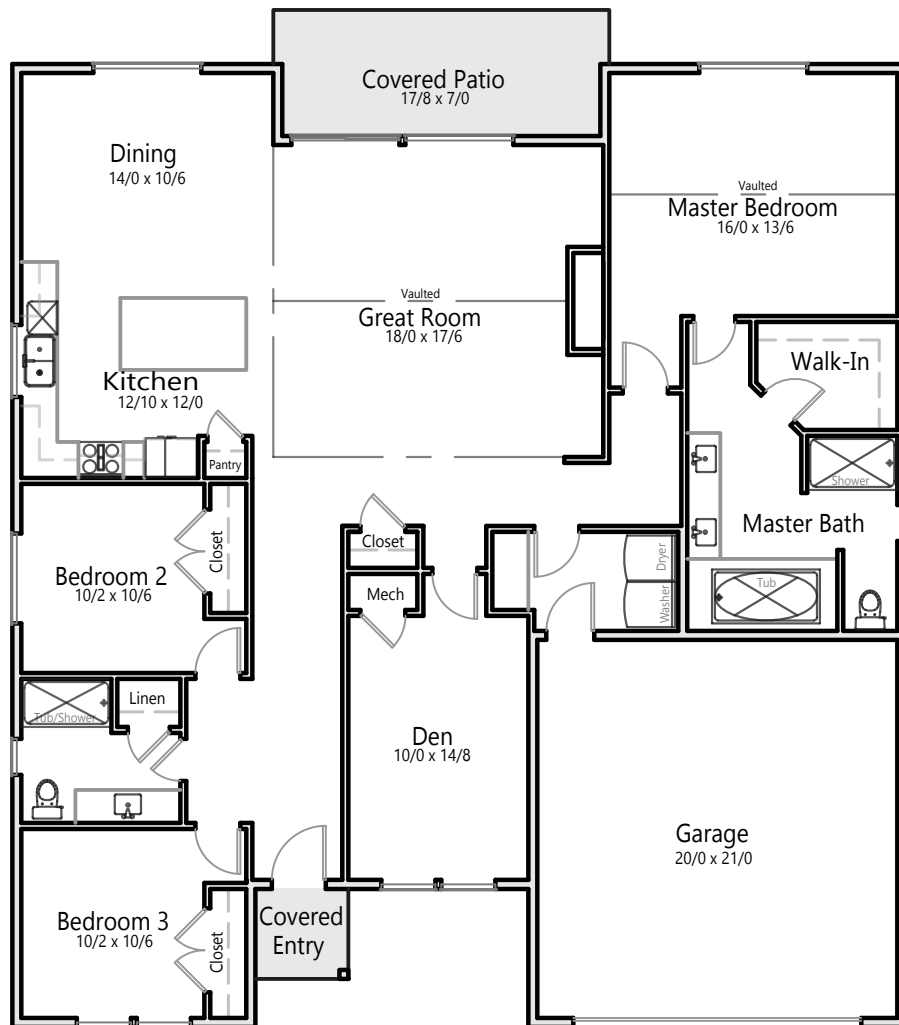 Covered Patio
17/8 x 7/0
Dining
14/0 x 10/6
Vaulted
Master Bedroom
16/0 x 13/6
Vaulted
Great Room
18/0 x 17/6
Kitchen
12/10 x 12/0
Walk-In
Pantry
Shower
Closet
Closet
Master Bath
Dryer
Washer
Tub
Bedroom 2
10/2 x 10/6
Mech
Linen
Tub/Shower
Den
10/0 x 14/8
Garage
20/0 x 21/0
Bedroom 3
10/2 x 10/6
Closet
Covered
Entry